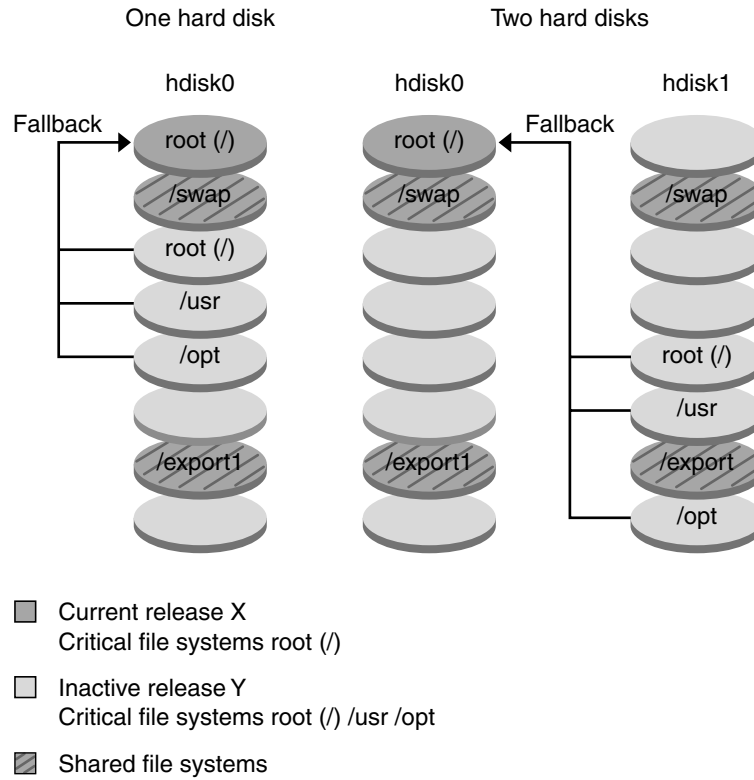 One hard disk
Two hard disks
hdisk0
hdisk0
hdisk1
Fallback
root (/)
/swap
root (/)
/usr
/opt
/export1
root (/)
Fallback
/swap
/export1
/swap
root (/)
/usr
/export
/opt
Current release X
Critical file systems root (/)
Inactive release Y
Critical file systems root (/) /usr /opt
Shared file systems